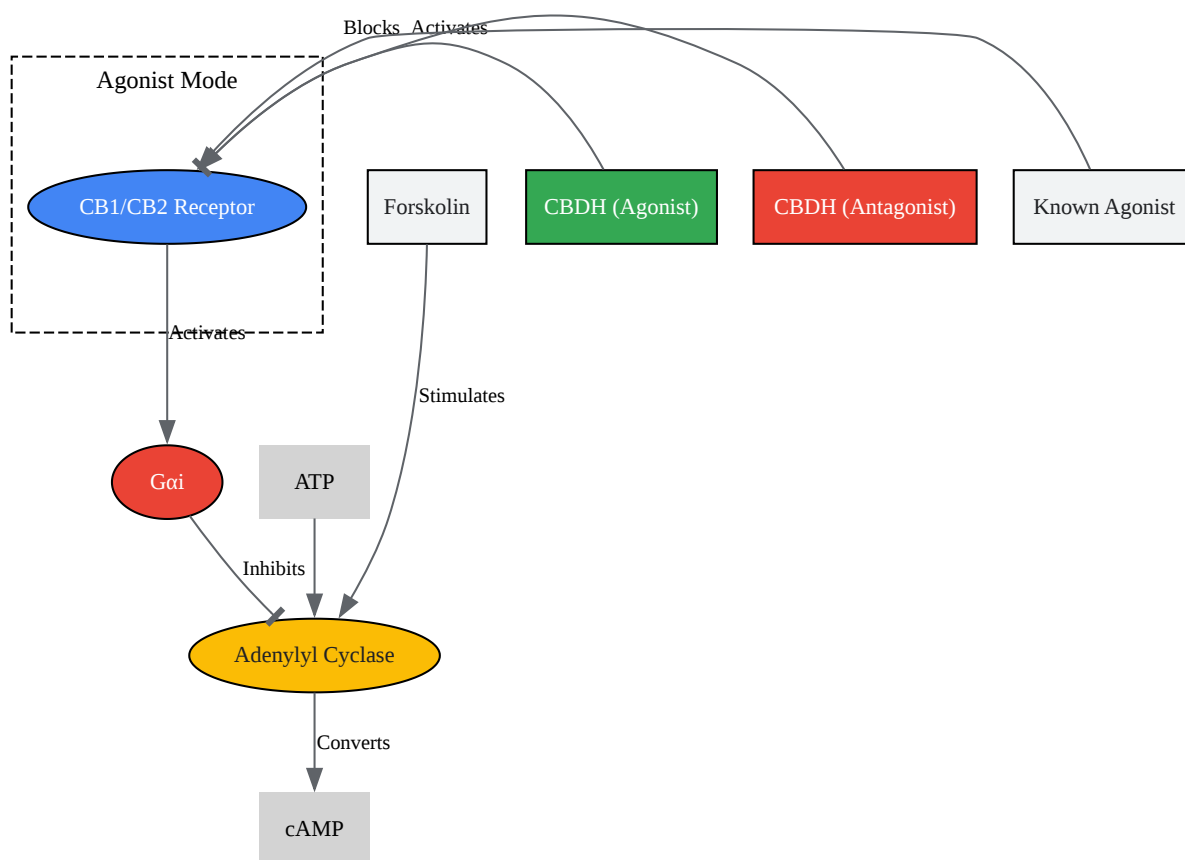 Blocks Activates
Agonist Mode
CB1/CB2 Receptor
Forskolin
CBDH (Agonist)
CBDH (Antagonist)
Known Agonist
Activates
Stimulates
Gαi
ATP
Inhibits
Adenylyl Cyclase
Converts
cAMP